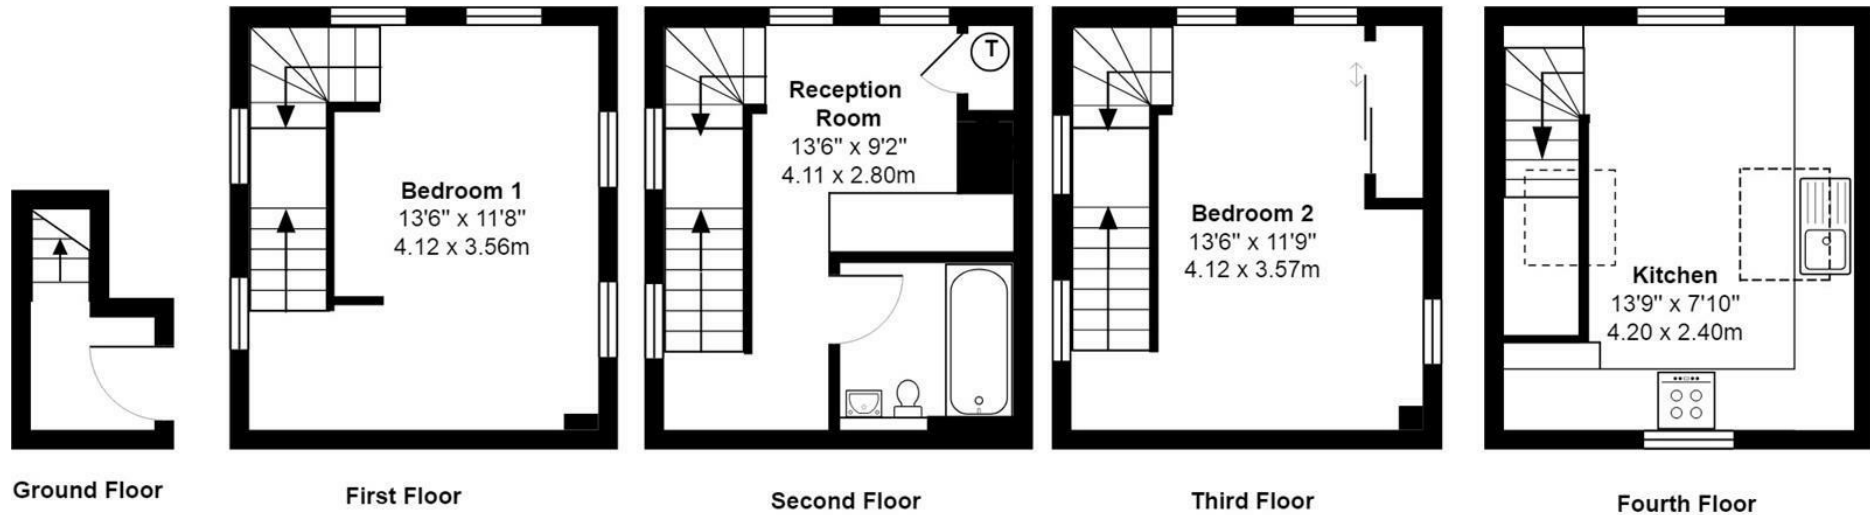 Ground Floor
Bedroom 1
13'6" x 11'8"
4.12 x 3.56m
First Floor
T
Reception
Room
13'6" x 9'2"
4.11 x 2.80m
Second Floor
Bedroom 2
13'6" x 11'9"
4.12 x 3.57m
Third Floor
Kitchen
13'9" x 7'10"
4.20 x 2.40m
Fourth Floor